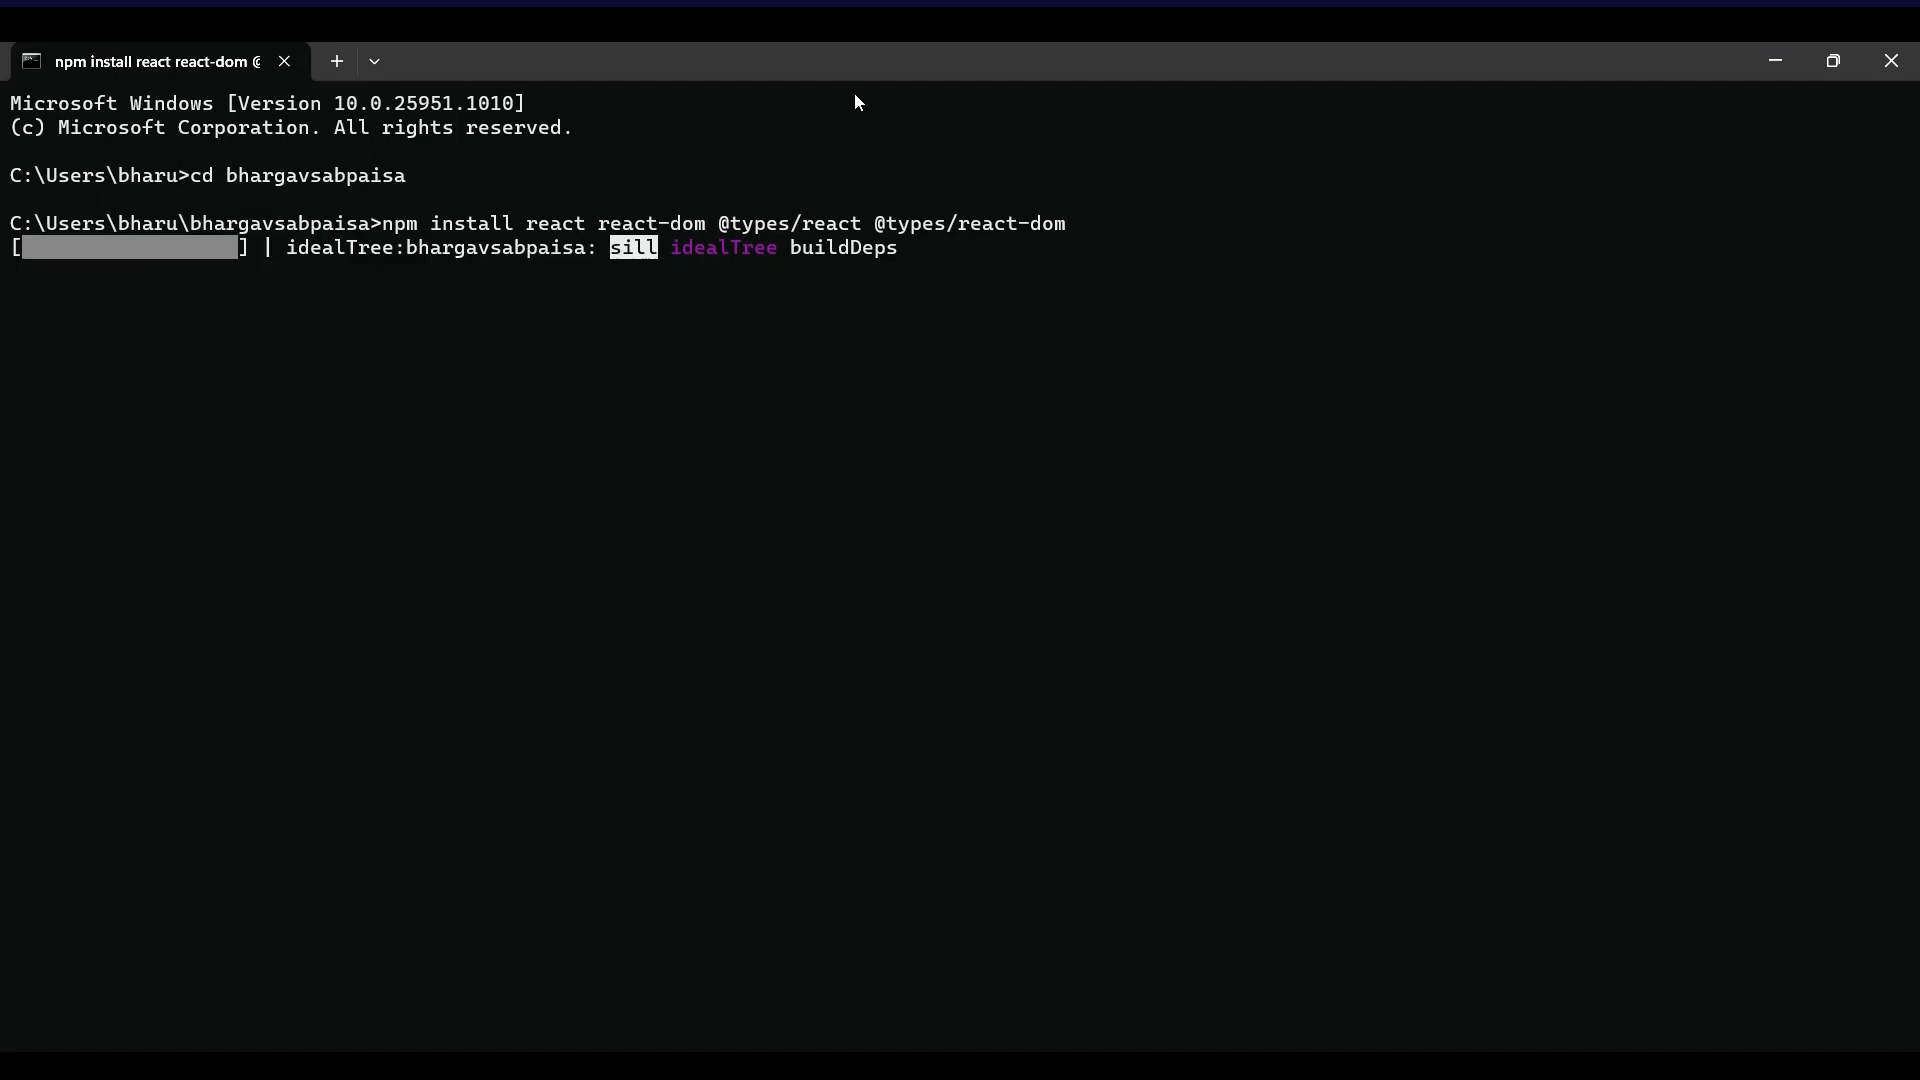 npm install react react-dom @
Microsoft Windows [Version 10.0.25951.1010]
(c) Microsoft Corporation. All rights reserved.
C:\Users\bharu>cd bhargavsabpaisa
C:\Users\bharu\bhargavsabpaisa>npm install react react-dom @types/react @types/react-dom
[                  ] | idealTree:bhargavsabpaisa: sill idealTree buildDeps